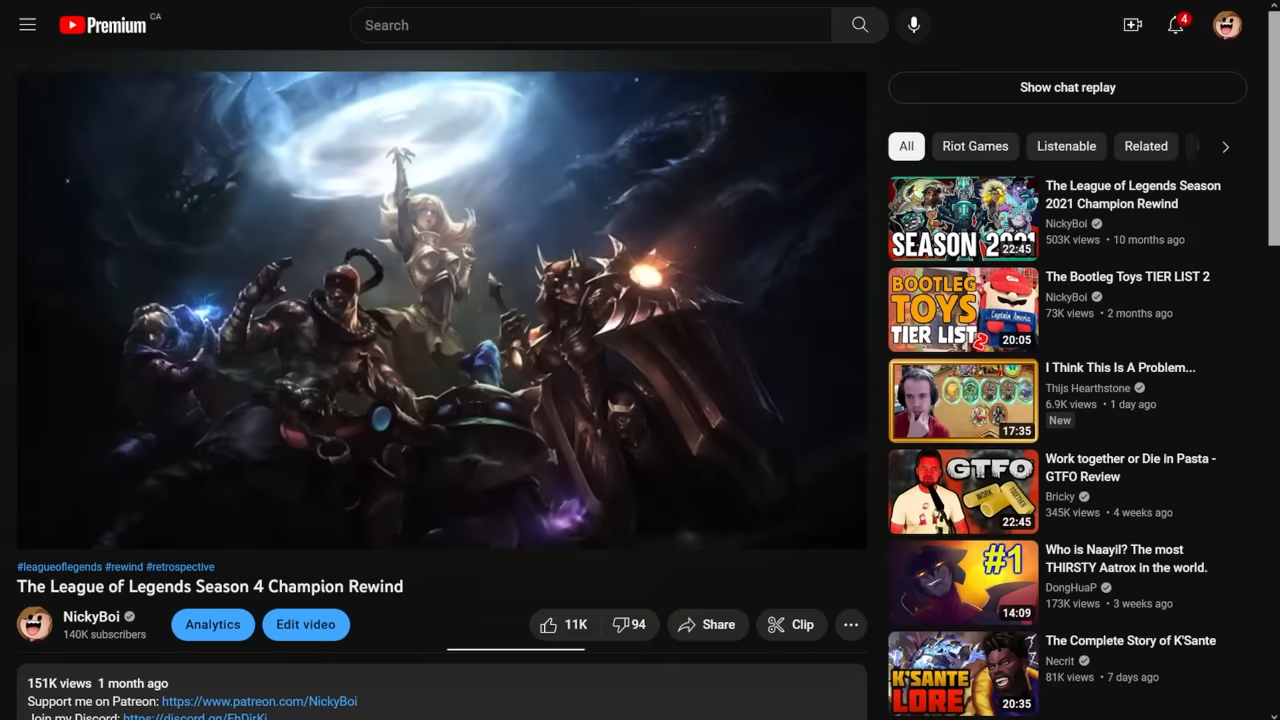 Premium CA
Search
4
Show chat replay
All
Riot Games
Listenable
Related
SEASON 2021
22:45
The League of Legends Season
2021 Champion Rewind
NickyBoi
503K views • 10 months ago
BOOTLEG
TOYS
TIER LIST 2
Captain America
20:05
The Bootleg Toys TIER LIST 2
NickyBoi
73K views • 2 months ago
17:35
I Think This Is A Problem...
Thijs Hearthstone
6.9K views • 1 day ago
New
GTFO
WORK
TOGETHER
22:45
Work together or Die in Pasta -
GTFO Review
Bricky
345K views • 4 weeks ago
#1
14:09
Who is Naayil? The most
THIRSTY Aatrox in the world.
DongHuaP
173K views • 3 weeks ago
K'SANTE
LORE
20:35
The Complete Story of K'Sante
Necrit
81K views • 7 days ago
#leagueoflegends #rewind #retrospective
The League of Legends Season 4 Champion Rewind
NickyBoi
140K subscribers
Analytics
Edit video
11K
94
Share
Clip
151K views 1 month ago
Support me on Patreon: https://www.patreon.com/NickyBoi
Join my Discord: